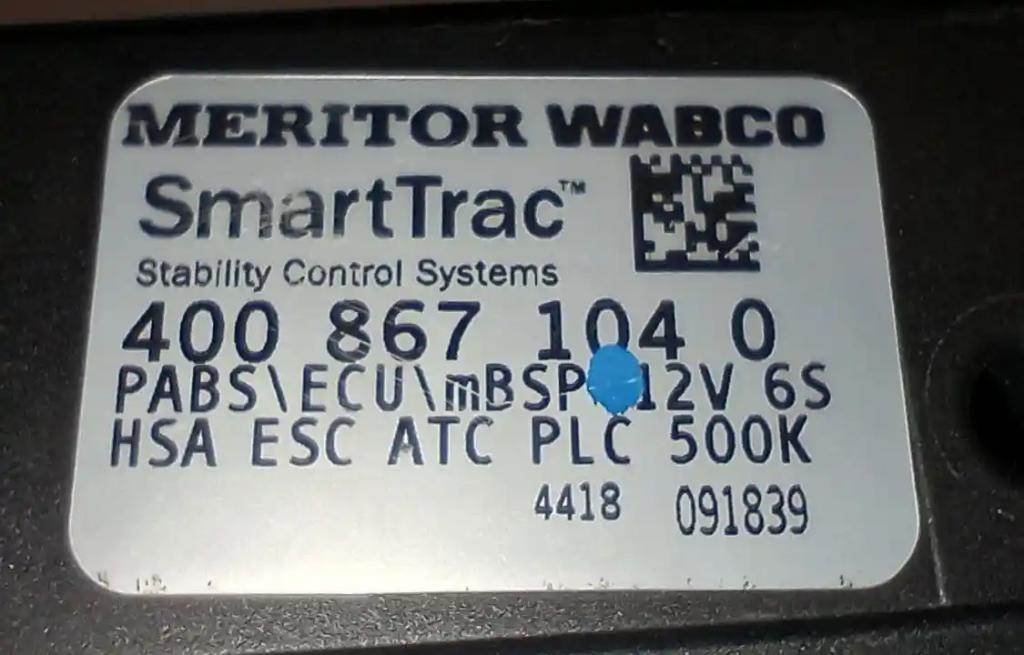 MERITOR WABCO
SmartTrac™
Stability Control Systems
400 867 104 0
PABS\ECU\mBSP 12V 6S
HSA ESC ATC PLC 500K
4418 091839